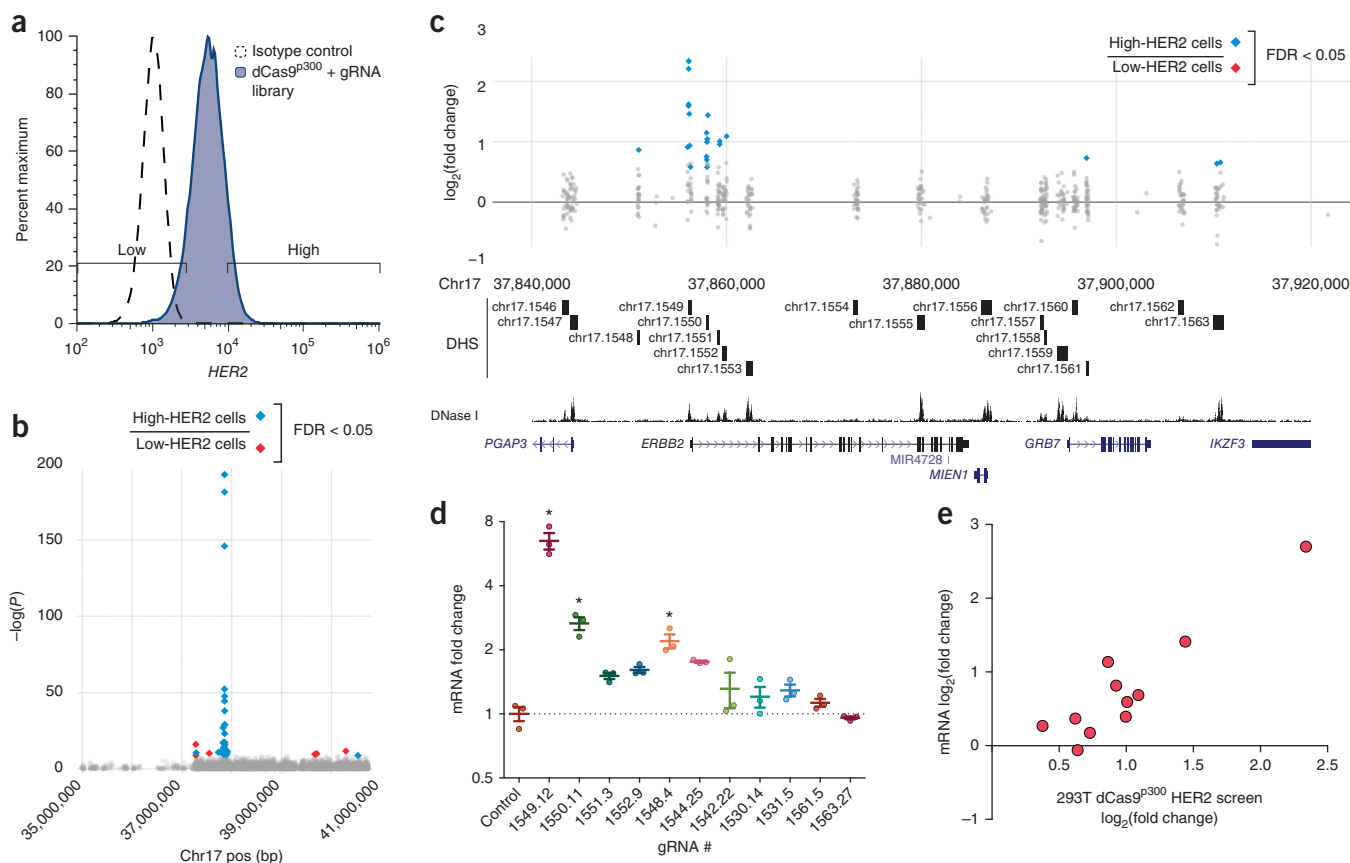 a
100
80
60
40
20
0
Percent maximum
Isotype control
dCas9p300 + gRNA
library
Low
High
10²
10³
10⁴
10⁵
10⁶
HER2
b
High-HER2 cells
Low-HER2 cells
FDR < 0.05
200
150
100
50
0
–log(P)
35,000,000
37,000,000
39,000,000
41,000,000
Chr17 pos (bp)
c
3
2
1
0
–1
log₂(fold change)
High-HER2 cells
Low-HER2 cells
FDR < 0.05
Chr17
37,840,000
37,860,000
37,880,000
37,900,000
37,920,000
DHS
chr17.1546
chr17.1549
chr17.1554
chr17.1556
chr17.1560
chr17.1562
chr17.1547
chr17.1550
chr17.1555
chr17.1557
chr17.1563
chr17.1548
chr17.1551
chr17.1558
chr17.1552
chr17.1559
chr17.1553
chr17.1561
DNase I
PGAP3
ERBB2
GRB7
IKZF3
MIR4728
MIEN1
d
8
4
2
1
0.5
mRNA fold change
*
*
*
Control
1549.12
1550.11
1551.3
1552.9
1548.4
1544.25
1542.22
1530.14
1531.5
1561.5
1563.27
gRNA #
e
3
2
1
0
–1
mRNA log₂(fold change)
0.5
1.0
1.5
2.0
2.5
293T dCas9p300 HER2 screen
log₂(fold change)